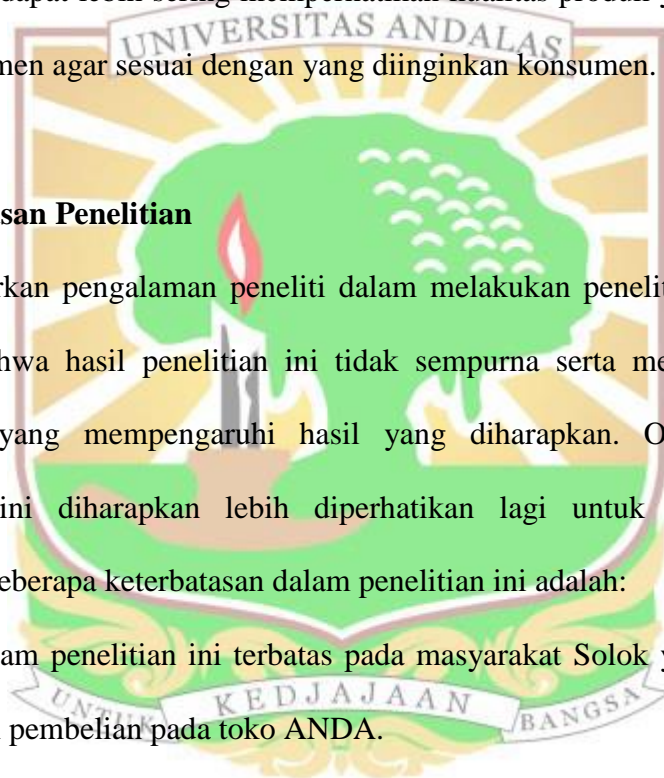 dapat lebih sering memperhatikan kualitas produk
UNIVERSITAS ANDALAS
men agar sesuai dengan yang diinginkan konsumen.
san Penelitian
rkan pengalaman peneliti dalam melakukan penelit
hwa hasil penelitian ini tidak sempurna serta me
yang mempengaruhi hasil yang diharapkan. O
ini diharapkan lebih diperhatikan lagi untuk
eberapa keterbatasan dalam penelitian ini adalah:
am penelitian ini terbatas pada masyarakat Solok y
UNTUK KEDJAJAAN BANGSA
pembelian pada toko ANDA.